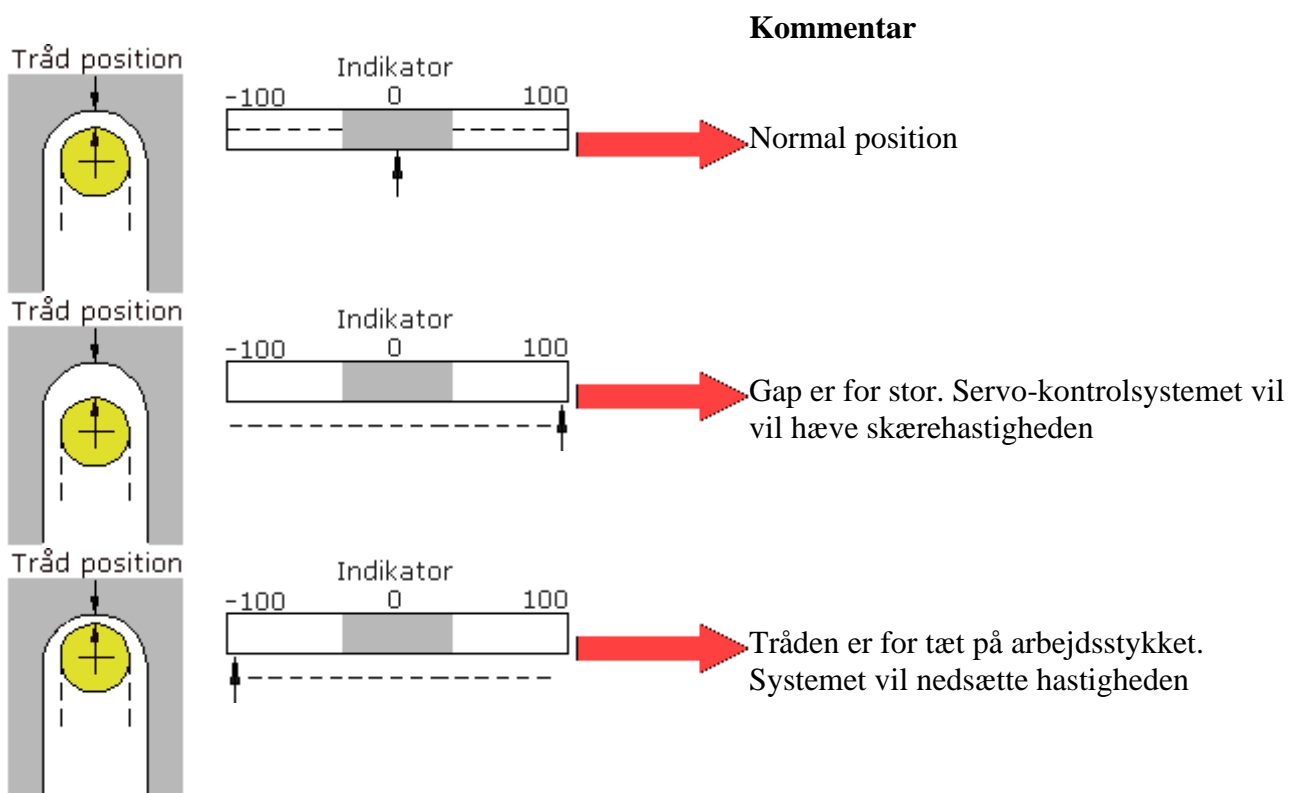 Kommentar
Tråd position
Indikator
-100 0 100
Normal position
Tråd position
Indikator
-100 0 100
Gap er for stor. Servo-kontrolsystemet vil
vil hæve skærehastigheden
Tråd position
Indikator
-100 0 100
Tråden er for tæt på arbejdsstykket.
Systemet vil nedsætte hastigheden